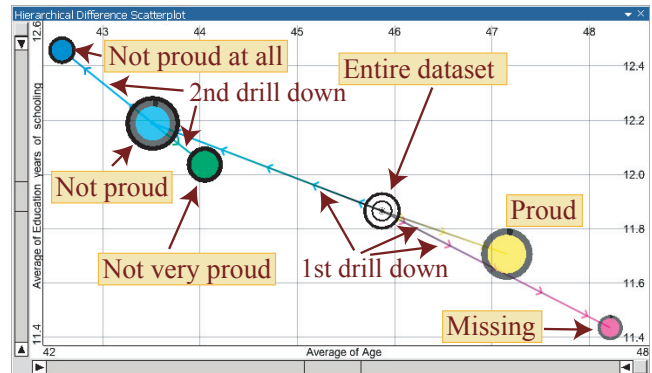 Hierarchical Difference Scatterplot
12.6 43 44 45 46 47 48
Not proud at all
12.4
Entire dataset
2nd drill down
12.2
Average of Education years of schooling
Not proud
12.0
Proud
11.8
Not very proud
1st drill down
11.6
Missing
11.4 11.4
42 Average of Age 48